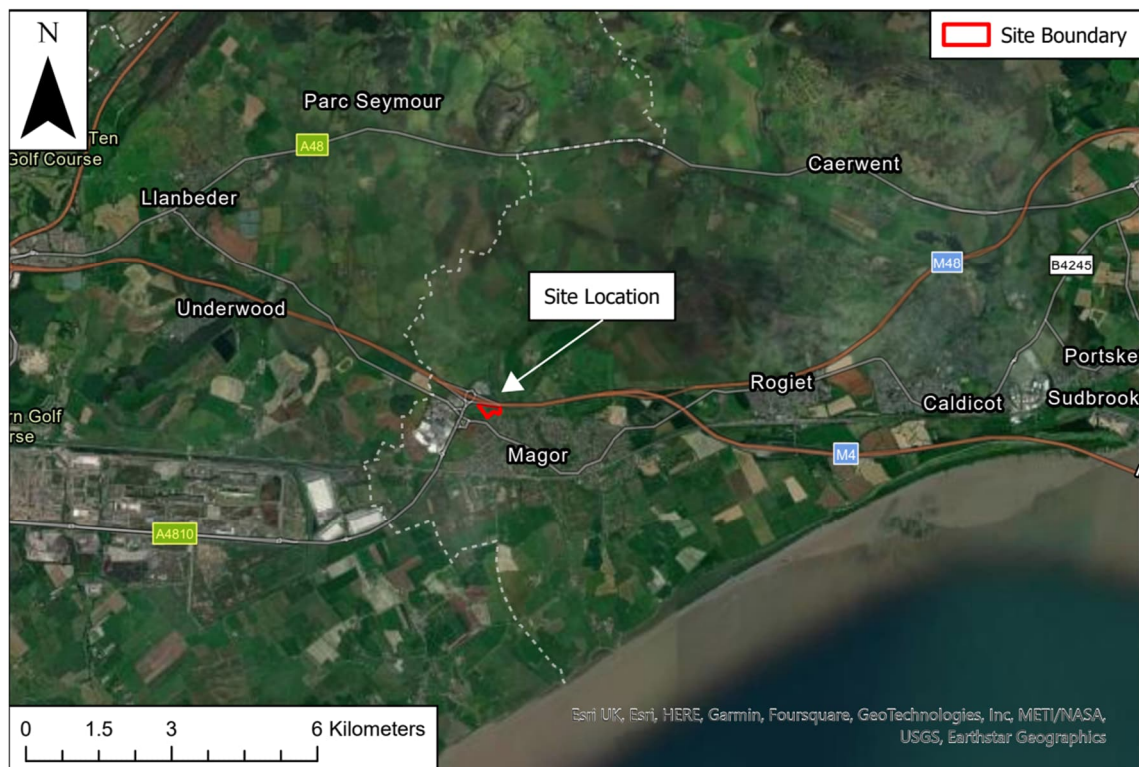 N
Site Boundary
Parc Seymour
A48
Ten
Golf Course
Caerwent
Llanbeder
M48
B4245
Site Location
Underwood
Portske
Rogiet
Caldicot
Sudbrook
rn Golf
rse
Magor
M4
A4810
0 1.5 3 6 Kilometers
Esri UK, Esri, HERE, Garmin, Foursquare, GeoTechnologies, Inc, METI/NASA,
USGS, Earthstar Geographics